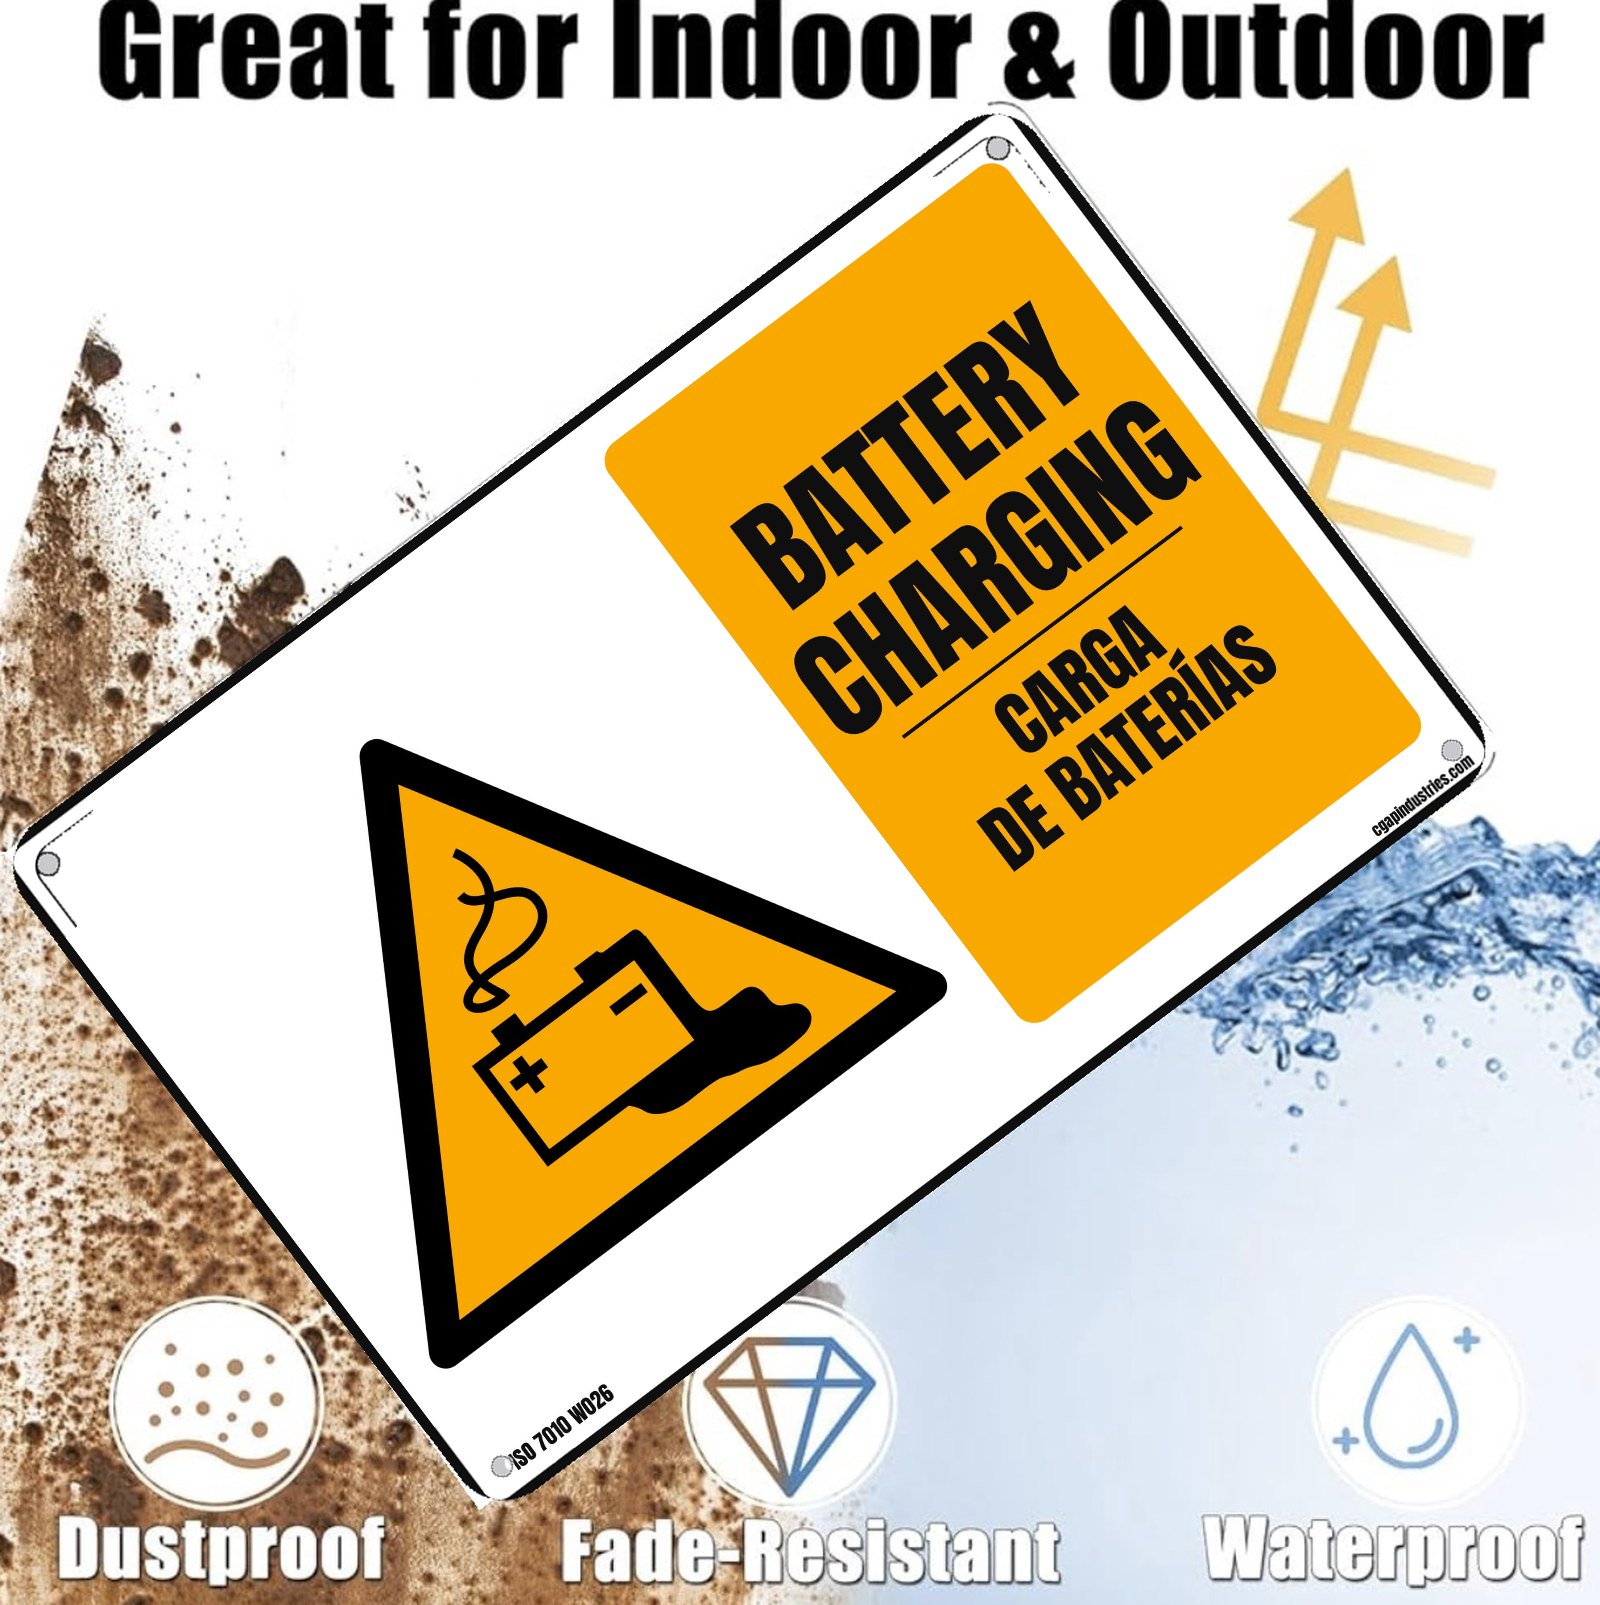 Great for Indoor & Outdoor
BATTERY
CHARGING
CARGA
DE BATERÍAS
cgapindustries.com
ISO 7010 W026
Dustproof
Fade-Resistant
Waterproof